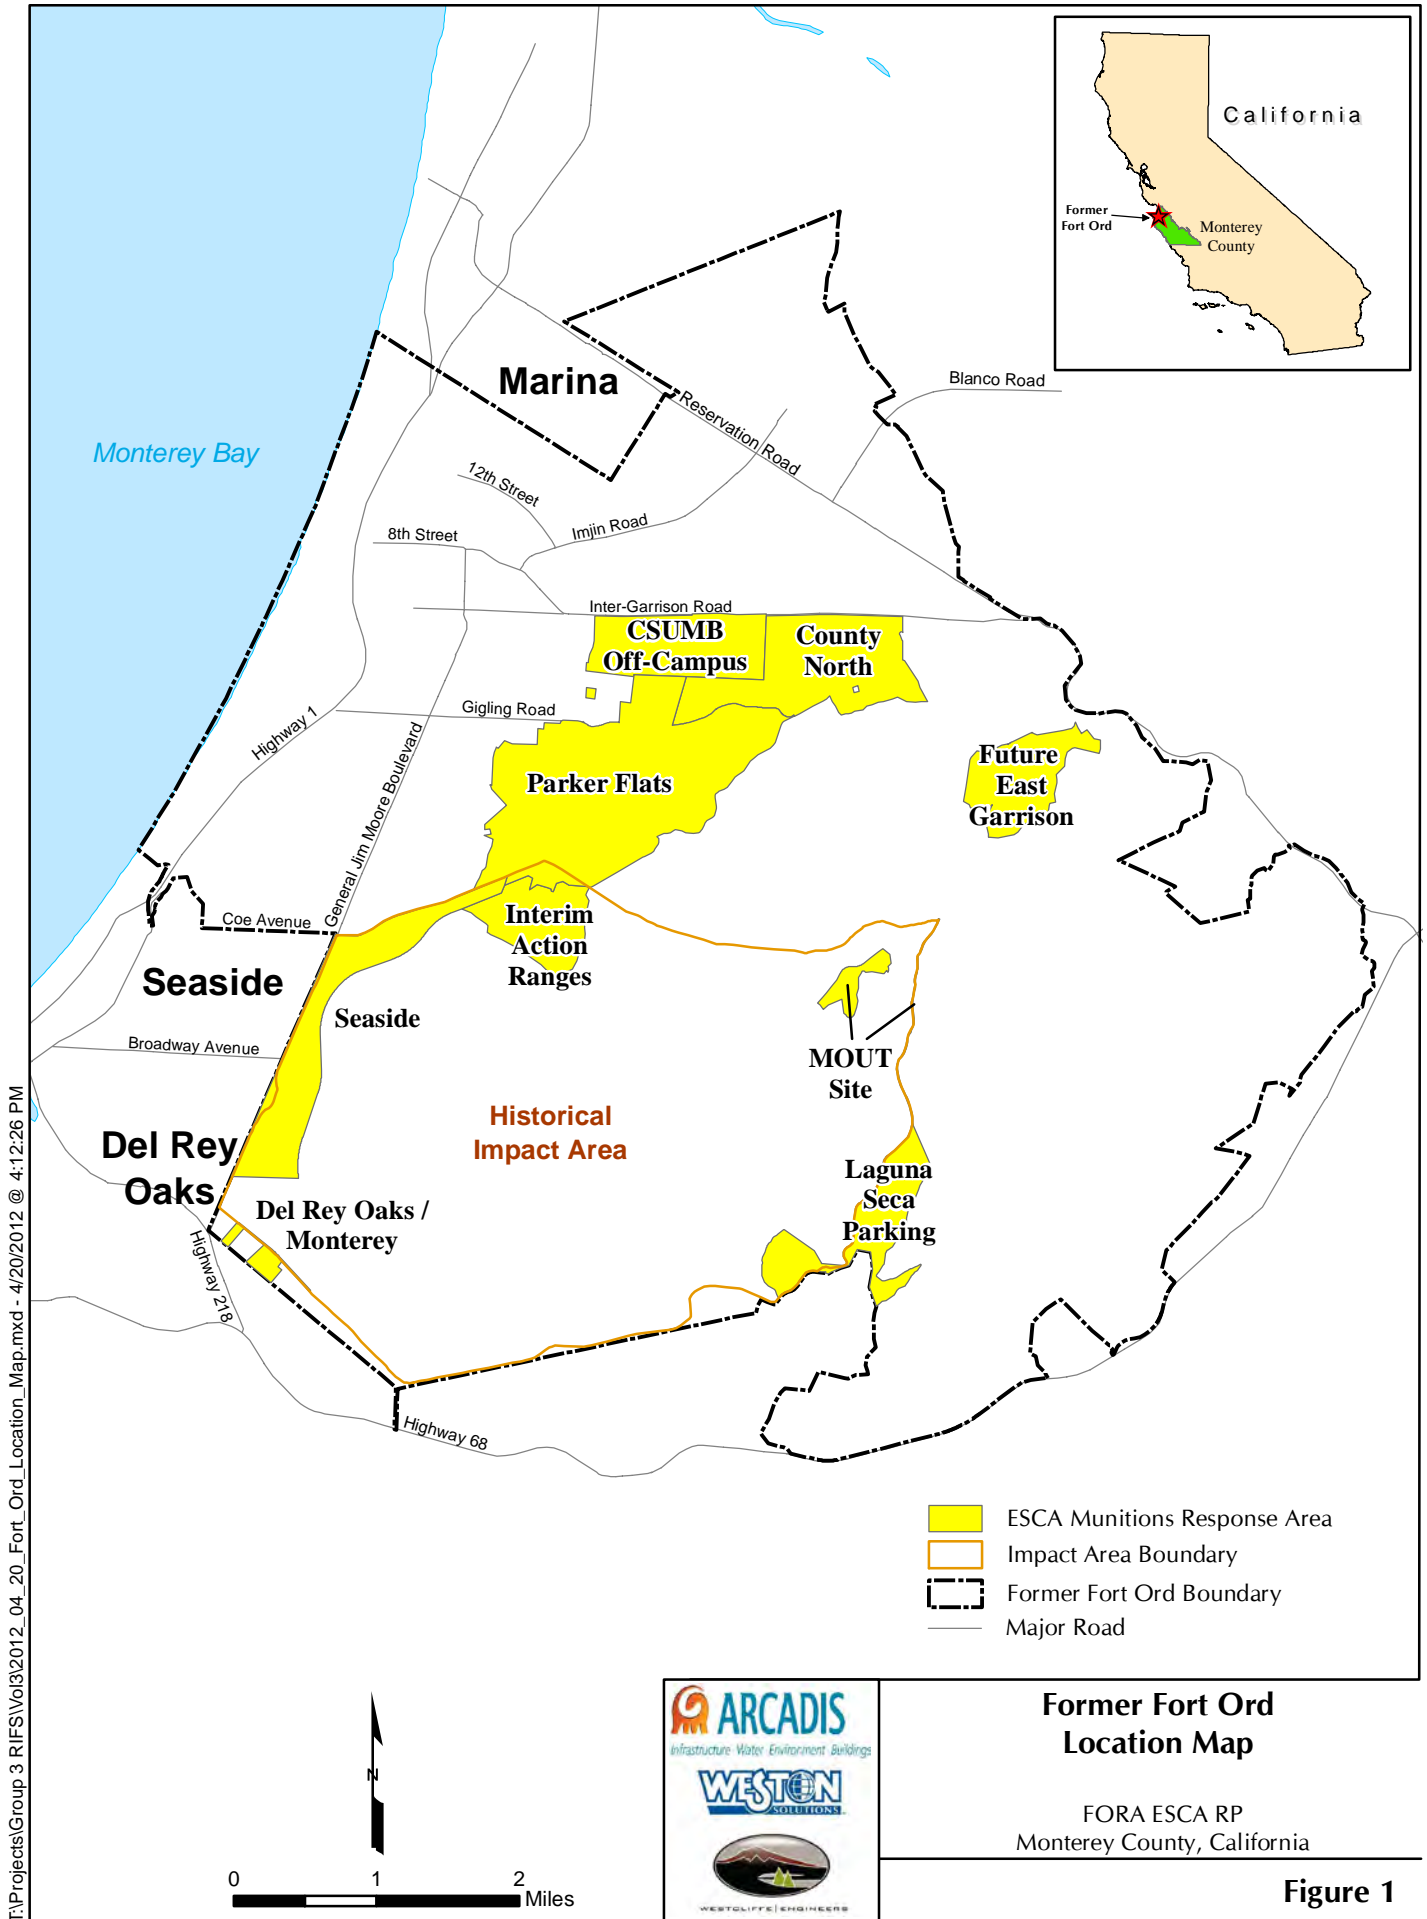 California
Former
Fort Ord
Monterey
County
Marina
Blanco Road
Reservation Road
Monterey Bay
12th Street
Imjin Road
8th Street
Inter-Garrison Road
CSUMB
Off-Campus
County
North
Highway 1
Gigling Road
General Jim Moore Boulevard
Parker Flats
Future
East
Garrison
Coe Avenue
Interim
Action
Ranges
Seaside
Seaside
Broadway Avenue
MOUT
Site
Historical
Impact Area
Del Rey
Oaks
Laguna
Seca
Parking
Del Rey Oaks /
Monterey
Highway 218
Highway 68
ESCA Munitions Response Area
Impact Area Boundary
Former Fort Ord Boundary
Major Road
T:\Projects\Group 3 RIFS\Vol3\2012_04_20_Fort_Ord_Location_Map.mxd - 4/20/2012 @ 4:12:26 PM
N
0 1 2
Miles
ARCADIS
Infrastructure Water Environment Buildings
WESTON
SOLUTIONS
WESTCLIFFE | ENGINEERS
Former Fort Ord
Location Map
FORA ESCA RP
Monterey County, California
Figure 1